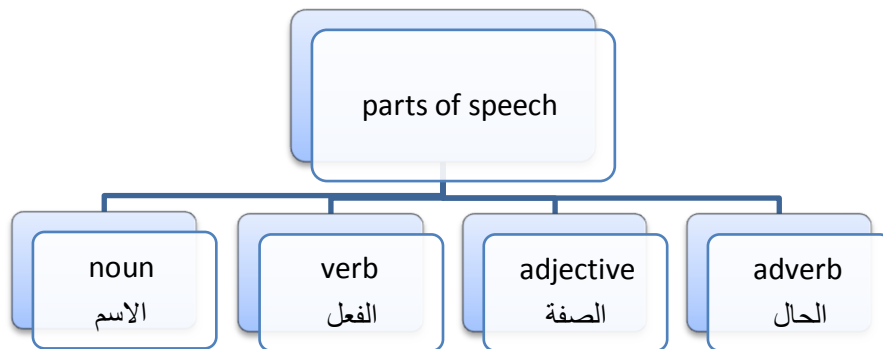 parts of speech
noun
الاسم
verb
الفعل
adjective
الصفة
adverb
الحال